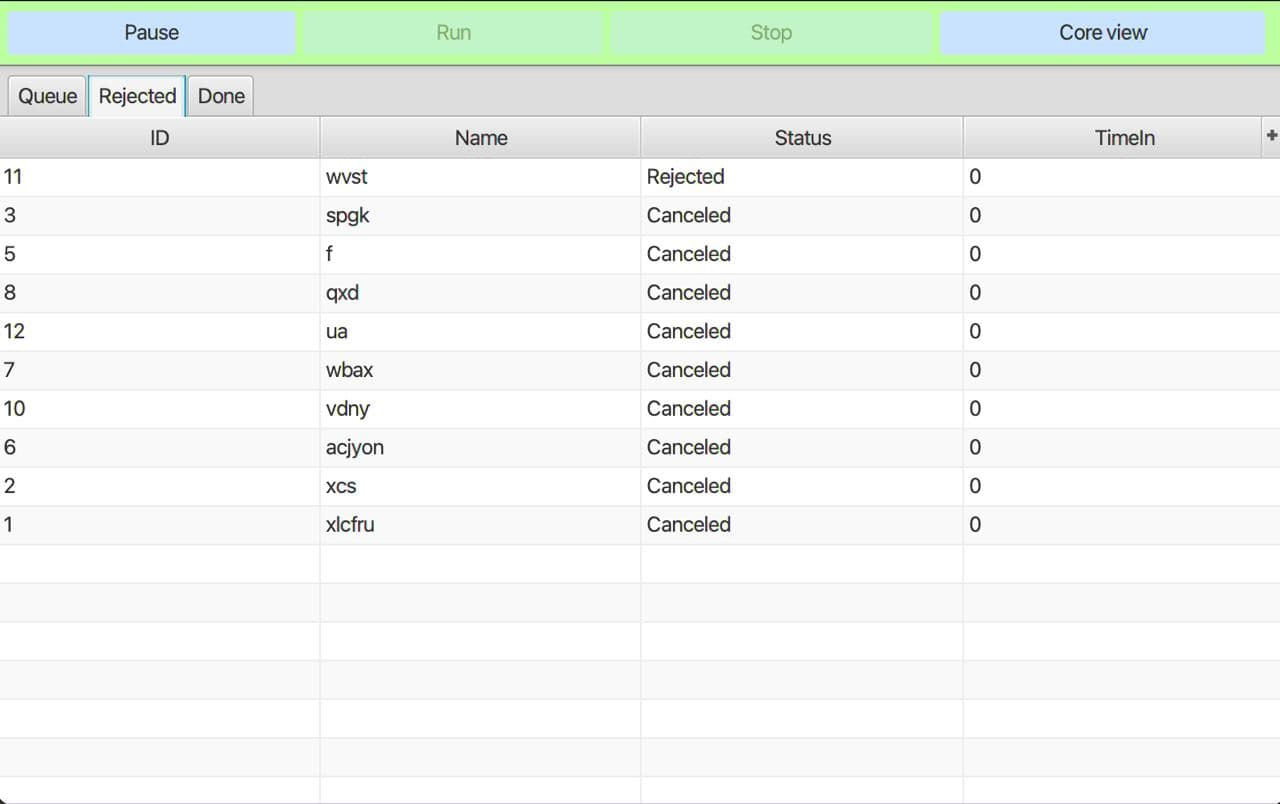 Pause Run Stop Core view
Queue Rejected Done
ID Name Status TimeIn +
11 wvst Rejected 0
3 spgk Canceled 0
5 f Canceled 0
8 qxd Canceled 0
12 ua Canceled 0
7 wbax Canceled 0
10 vdny Canceled 0
6 acjyon Canceled 0
2 xcs Canceled 0
1 xlcfru Canceled 0